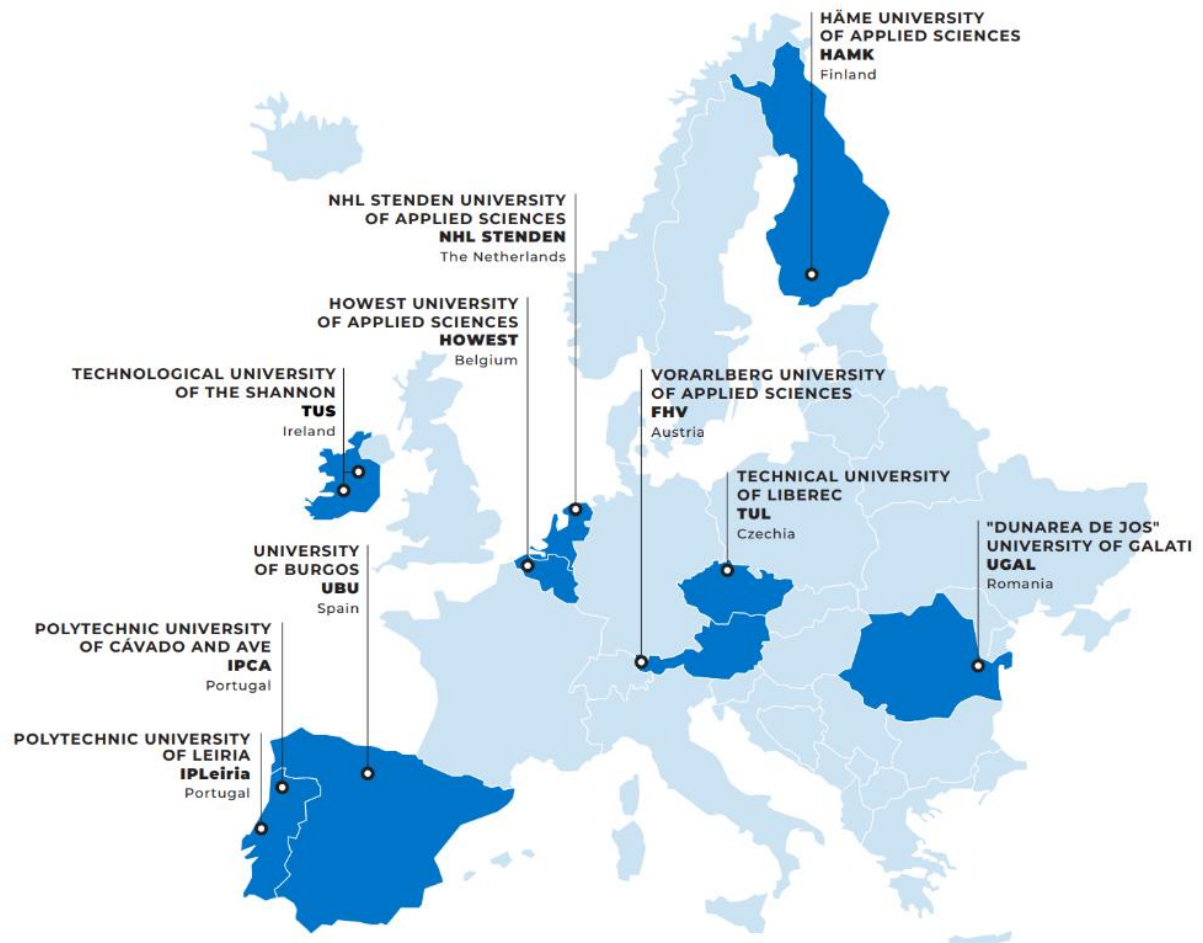 HÄME UNIVERSITY
OF APPLIED SCIENCES
HAMK
Finland
NHL STENDEN UNIVERSITY
OF APPLIED SCIENCES
NHL STENDEN
The Netherlands
HOWEST UNIVERSITY
OF APPLIED SCIENCES
HOWEST
Belgium
TECHNOLOGICAL UNIVERSITY
OF THE SHANNON
TUS
Ireland
VORARLBERG UNIVERSITY
OF APPLIED SCIENCES
FHV
Austria
TECHNICAL UNIVERSITY
OF LIBEREC
TUL
Czechia
"DUNAREA DE JOS"
UNIVERSITY OF GALATI
UGAL
Romania
UNIVERSITY
OF BURGOS
UBU
Spain
POLYTECHNIC UNIVERSITY
OF CÁVADO AND AVE
IPCA
Portugal
POLYTECHNIC UNIVERSITY
OF LEIRIA
IPLeiria
Portugal